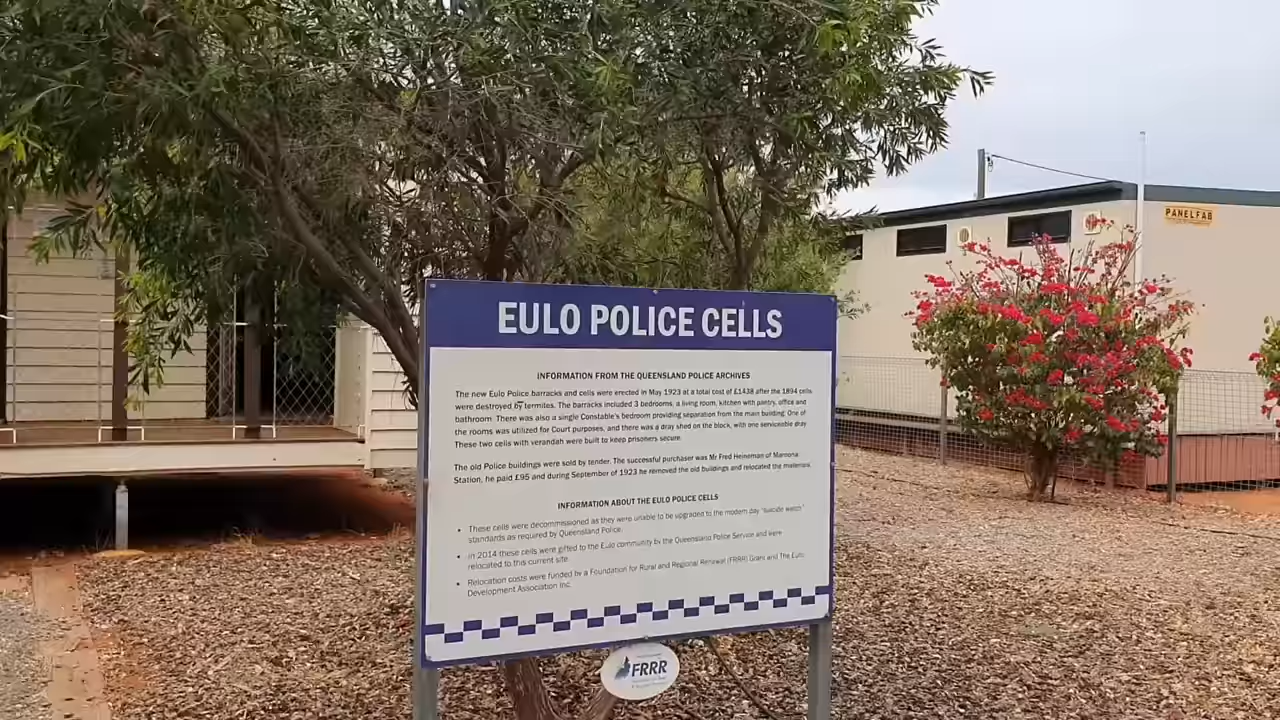 PANELFAB
EULO POLICE CELLS
INFORMATION FROM THE QUEENSLAND POLICE ARCHIVES
The new Eulo Police barracks and cells were erected in May 1923 at a total cost of £1438 after the 1894 cells
were destroyed by termites. The barracks included 3 bedrooms, a living room, kitchen with pantry, office and
bathroom. There was also a single Constable's bedroom providing separation from the main building. One of
the rooms was utilized for Court purposes, and there was a dray shed on the block, with one serviceable dray.
These two cells with verandah were built to keep prisoners secure.
The old Police buildings were sold by tender. The successful purchaser was Mr Fred Heineman of Maroona
Station, he paid £95 and during September of 1923 he removed the old buildings and relocated the materials.
INFORMATION ABOUT THE EULO POLICE CELLS
• These cells were decommissioned as they were unable to be upgraded to the modern day "suicide watch"
standards as required by Queensland Police.
• In 2014 these cells were gifted to the Eulo community by the Queensland Police Service and were
relocated to this current site.
• Relocation costs were funded by a Foundation for Rural and Regional Renewal (FRRR) Grant and The Eulo
Development Association Inc.
FRRR